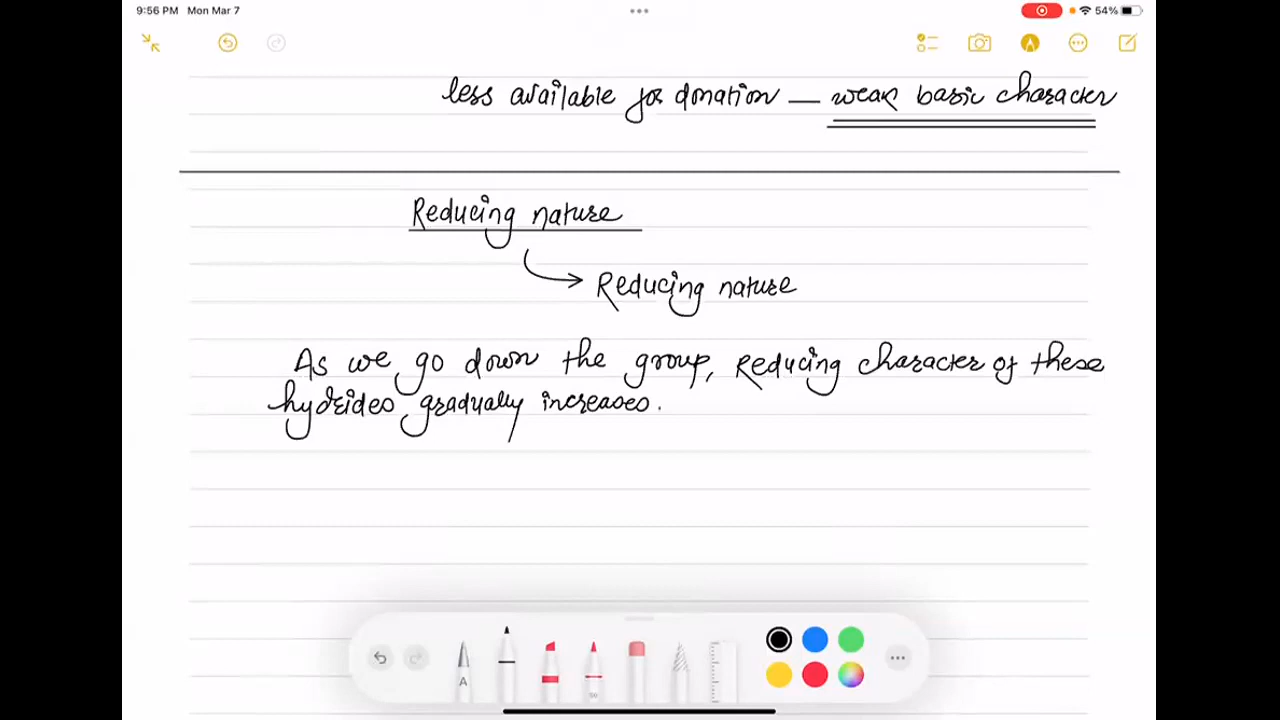 9:56 PM Mon Mar 7
54%
less available for donation — weak basic character
Reducing nature
Reducing nature
As we go down the group, Reducing character of these
hydrides gradually increases.
A
50